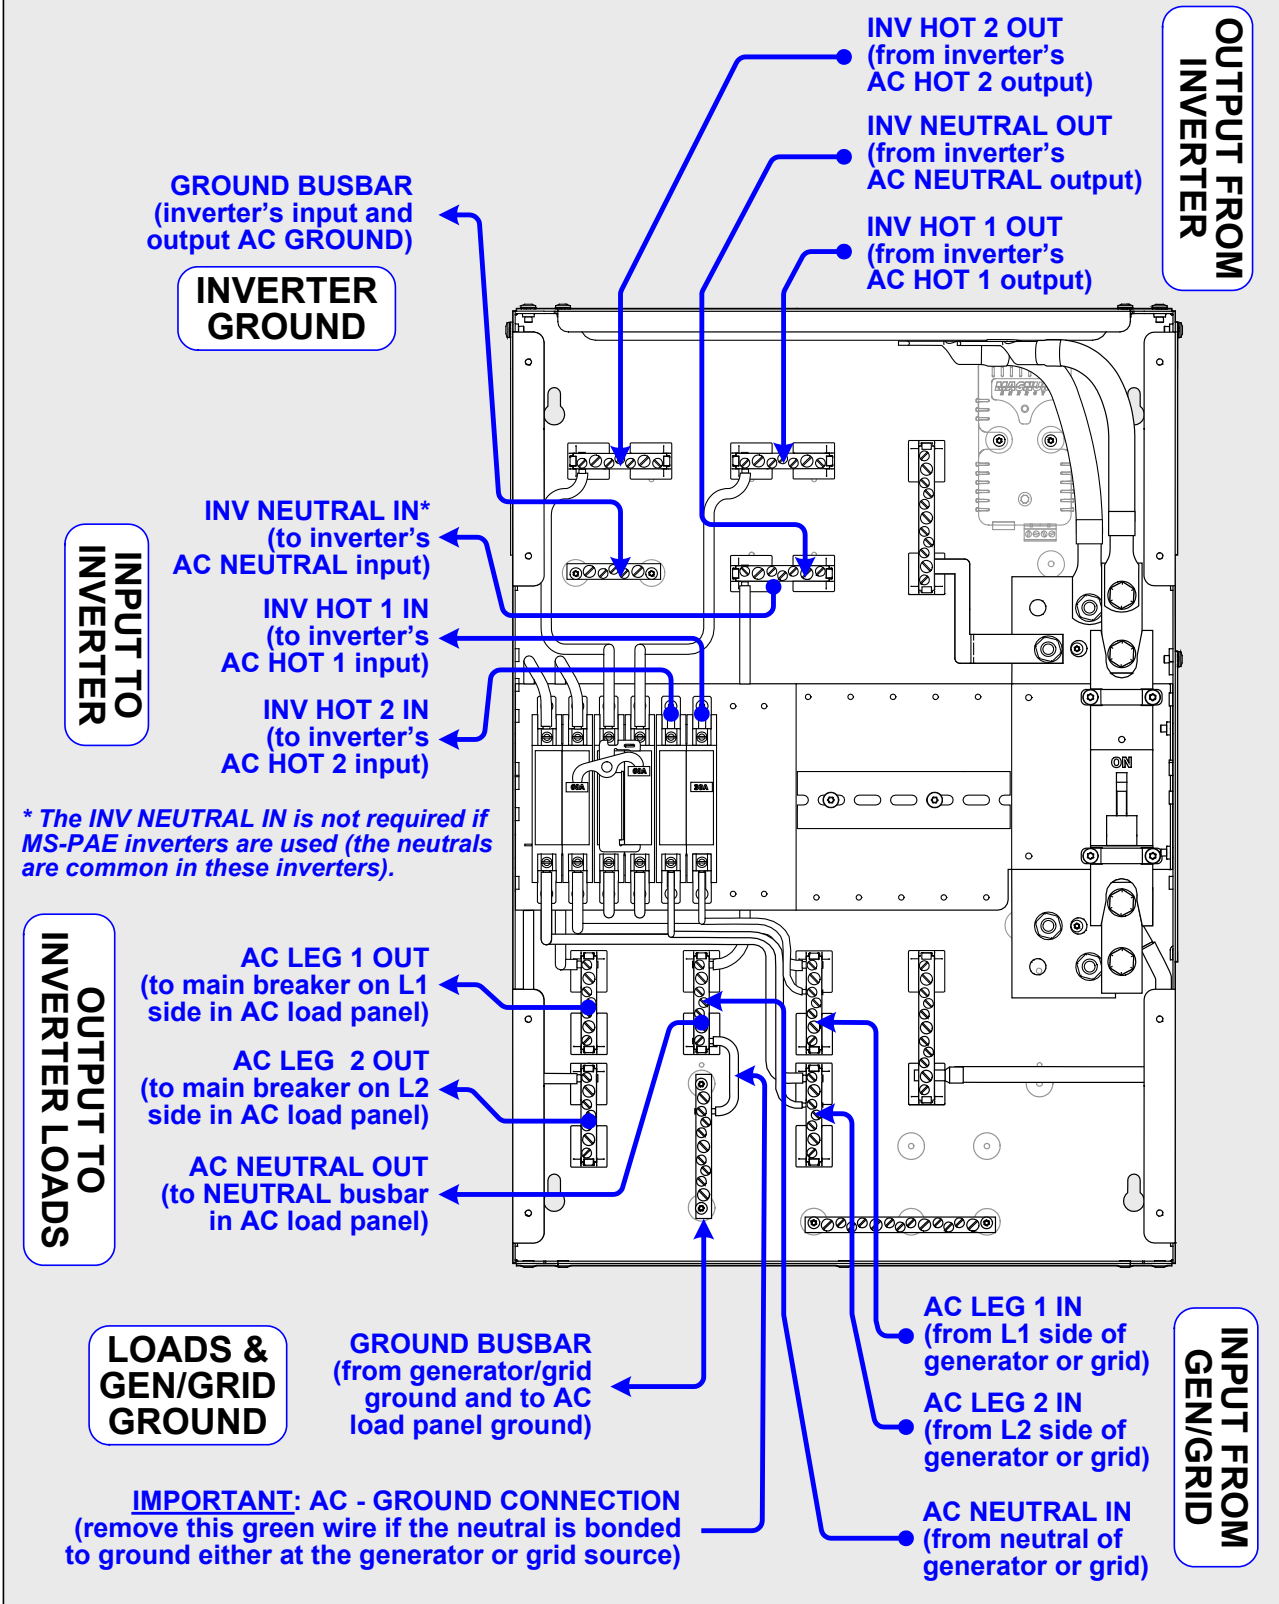 INV HOT 2 OUT
(from inverter's
AC HOT 2 output)
INV NEUTRAL OUT
(from inverter's
AC NEUTRAL output)
INV HOT 1 OUT
(from inverter's
AC HOT 1 output)
OUTPUT FROM
INVERTER
GROUND BUSBAR
(inverter's input and
output AC GROUND)
INVERTER
GROUND
MAGNUM
INV NEUTRAL IN*
(to inverter's
AC NEUTRAL input)
INV HOT 1 IN
(to inverter's
AC HOT 1 input)
INV HOT 2 IN
(to inverter's
AC HOT 2 input)
INPUT TO
INVERTER
ON
60A
60A
30A
* The INV NEUTRAL IN is not required if
MS-PAE inverters are used (the neutrals
are common in these inverters).
AC LEG 1 OUT
(to main breaker on L1
side in AC load panel)
AC LEG 2 OUT
(to main breaker on L2
side in AC load panel)
AC NEUTRAL OUT
(to NEUTRAL busbar
in AC load panel)
OUTPUT TO
INVERTER LOADS
LOADS &
GEN/GRID
GROUND
GROUND BUSBAR
(from generator/grid
ground and to AC
load panel ground)
IMPORTANT: AC - GROUND CONNECTION
(remove this green wire if the neutral is bonded
to ground either at the generator or grid source)
AC LEG 1 IN
(from L1 side of
generator or grid)
AC LEG 2 IN
(from L2 side of
generator or grid)
AC NEUTRAL IN
(from neutral of
generator or grid)
INPUT FROM
GEN/GRID